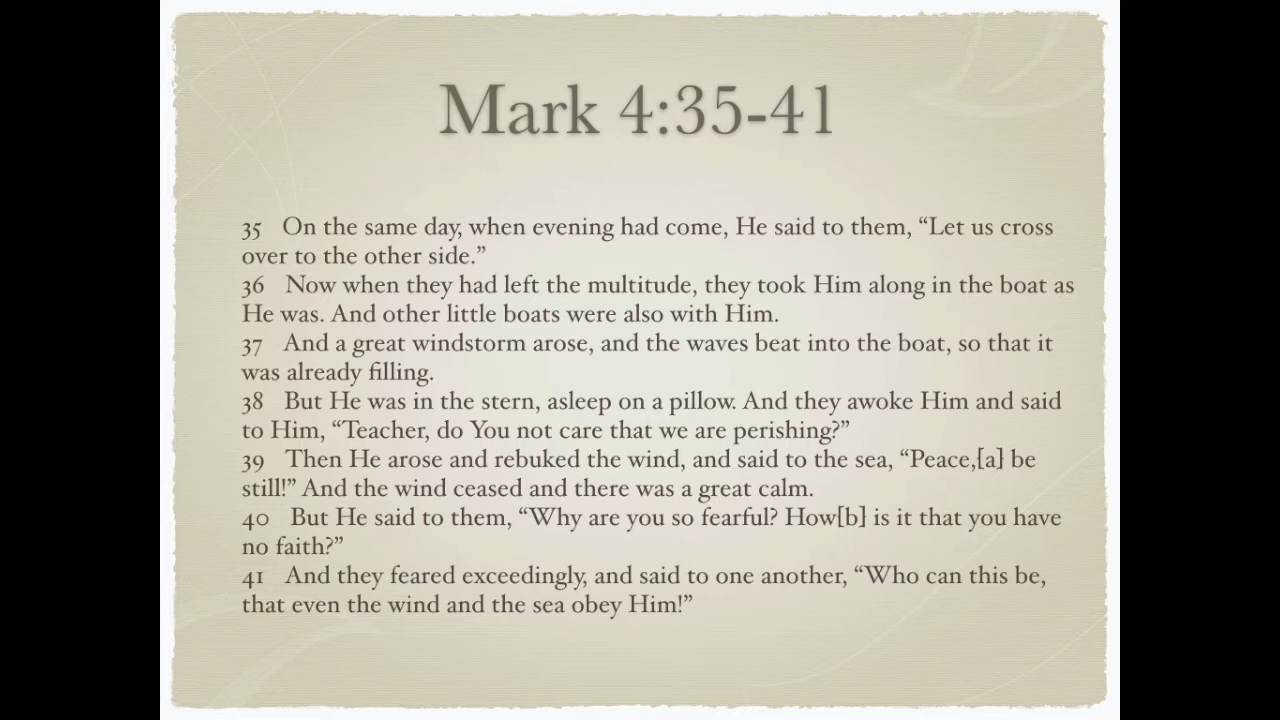 Mark 4:35-41
35 On the same day, when evening had come, He said to them, “Let us cross
over to the other side.”
36 Now when they had left the multitude, they took Him along in the boat as
He was. And other little boats were also with Him.
37 And a great windstorm arose, and the waves beat into the boat, so that it
was already filling.
38 But He was in the stern, asleep on a pillow. And they awoke Him and said
to Him, “Teacher, do You not care that we are perishing?”
39 Then He arose and rebuked the wind, and said to the sea, “Peace,[a] be
still!” And the wind ceased and there was a great calm.
40 But He said to them, “Why are you so fearful? How[b] is it that you have
no faith?”
41 And they feared exceedingly, and said to one another, “Who can this be,
that even the wind and the sea obey Him!”